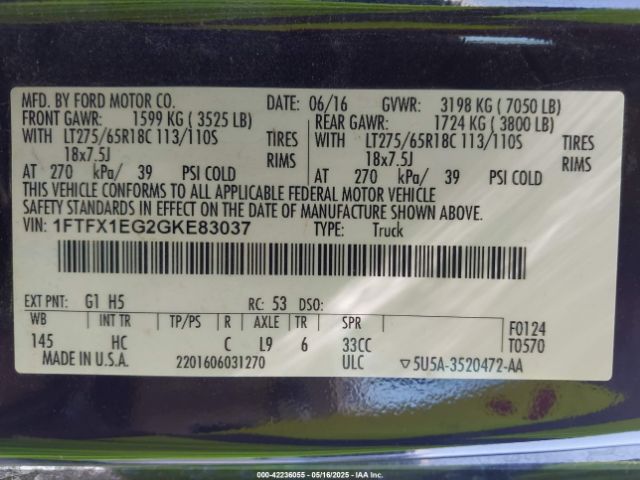 MFD. BY FORD MOTOR CO. DATE: 06/16 GVWR: 3198 KG ( 7050 LB)
FRONT GAWR: 1599 KG ( 3525 LB) REAR GAWR: 1724 KG ( 3800 LB)
WITH LT275/65R18C 113/110S TIRES WITH LT275/65R18C 113/110S TIRES
18x7.5J RIMS 18x7.5J RIMS
AT 270 kPa/ 39 PSI COLD AT 270 kPa/ 39 PSI COLD
THIS VEHICLE CONFORMS TO ALL APPLICABLE FEDERAL MOTOR VEHICLE
SAFETY STANDARDS IN EFFECT ON THE DATE OF MANUFACTURE SHOWN ABOVE.
VIN: 1FTFX1EG2GKE83037 TYPE: Truck
EXT PNT: G1 H5 RC: 53 DSO:
WB INT TR TP/PS R AXLE TR SPR F0124
145 HC C L9 6 33CC T0570
MADE IN U.S.A. 2201606031270 ULC 5U5A-3520472-AA
000-42236055 - 05/16/2025 - IAA Inc.